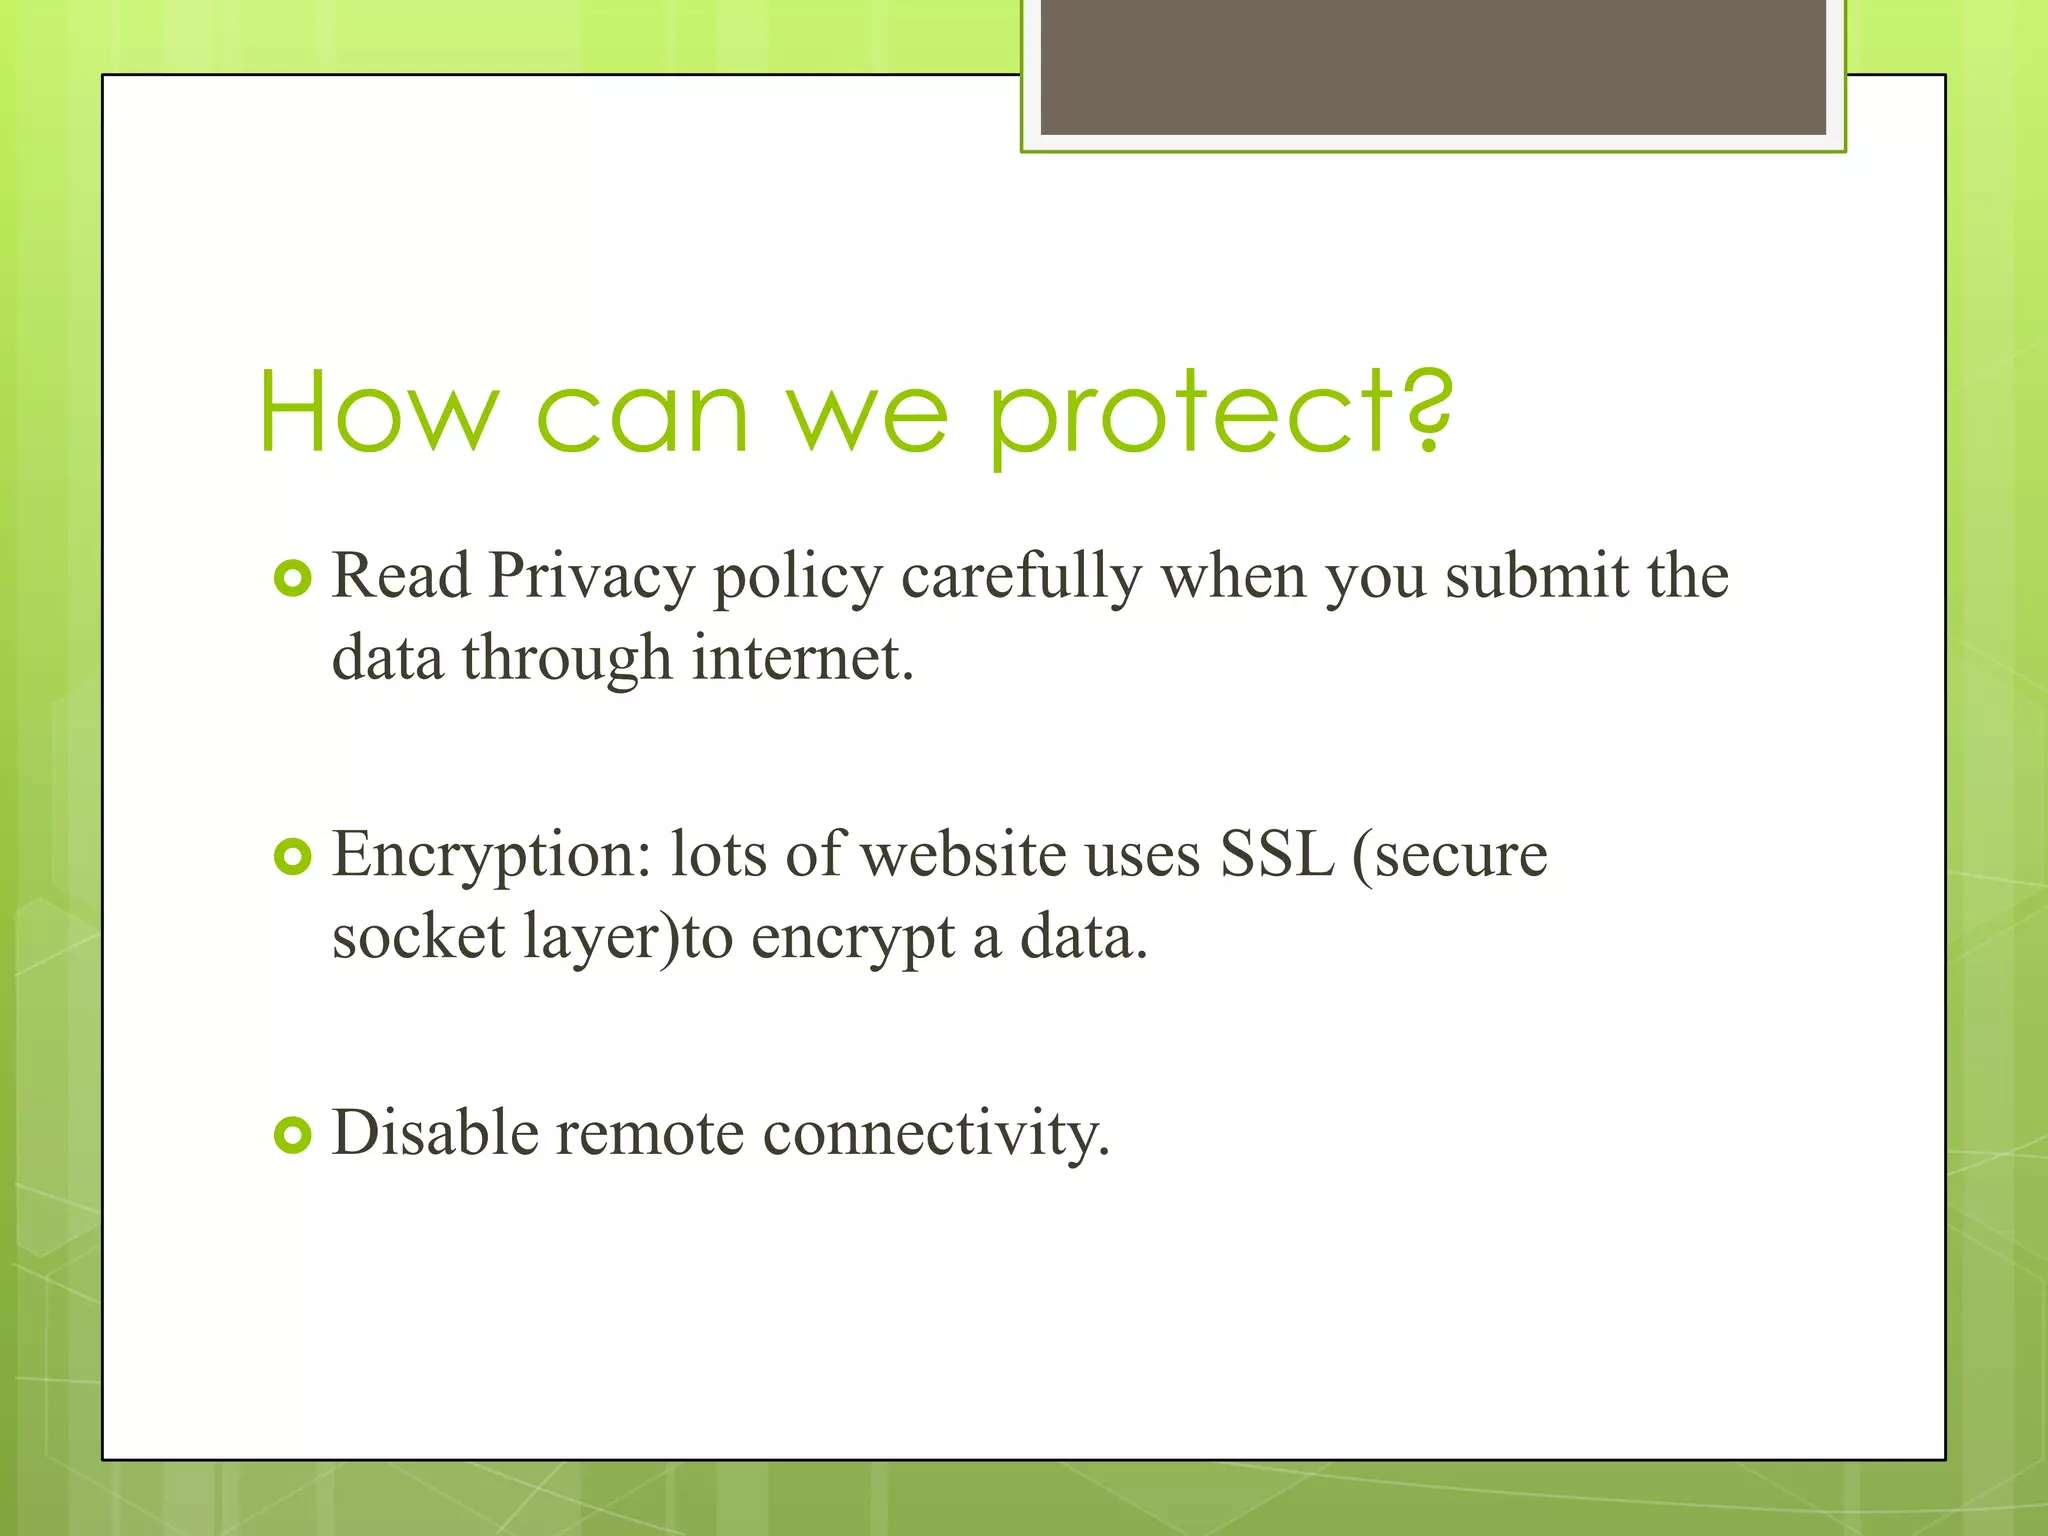 How can we protect?
Read Privacy policy carefully when you submit the
data through internet.
Encryption: lots of website uses SSL (secure
socket layer)to encrypt a data.
Disable remote connectivity.